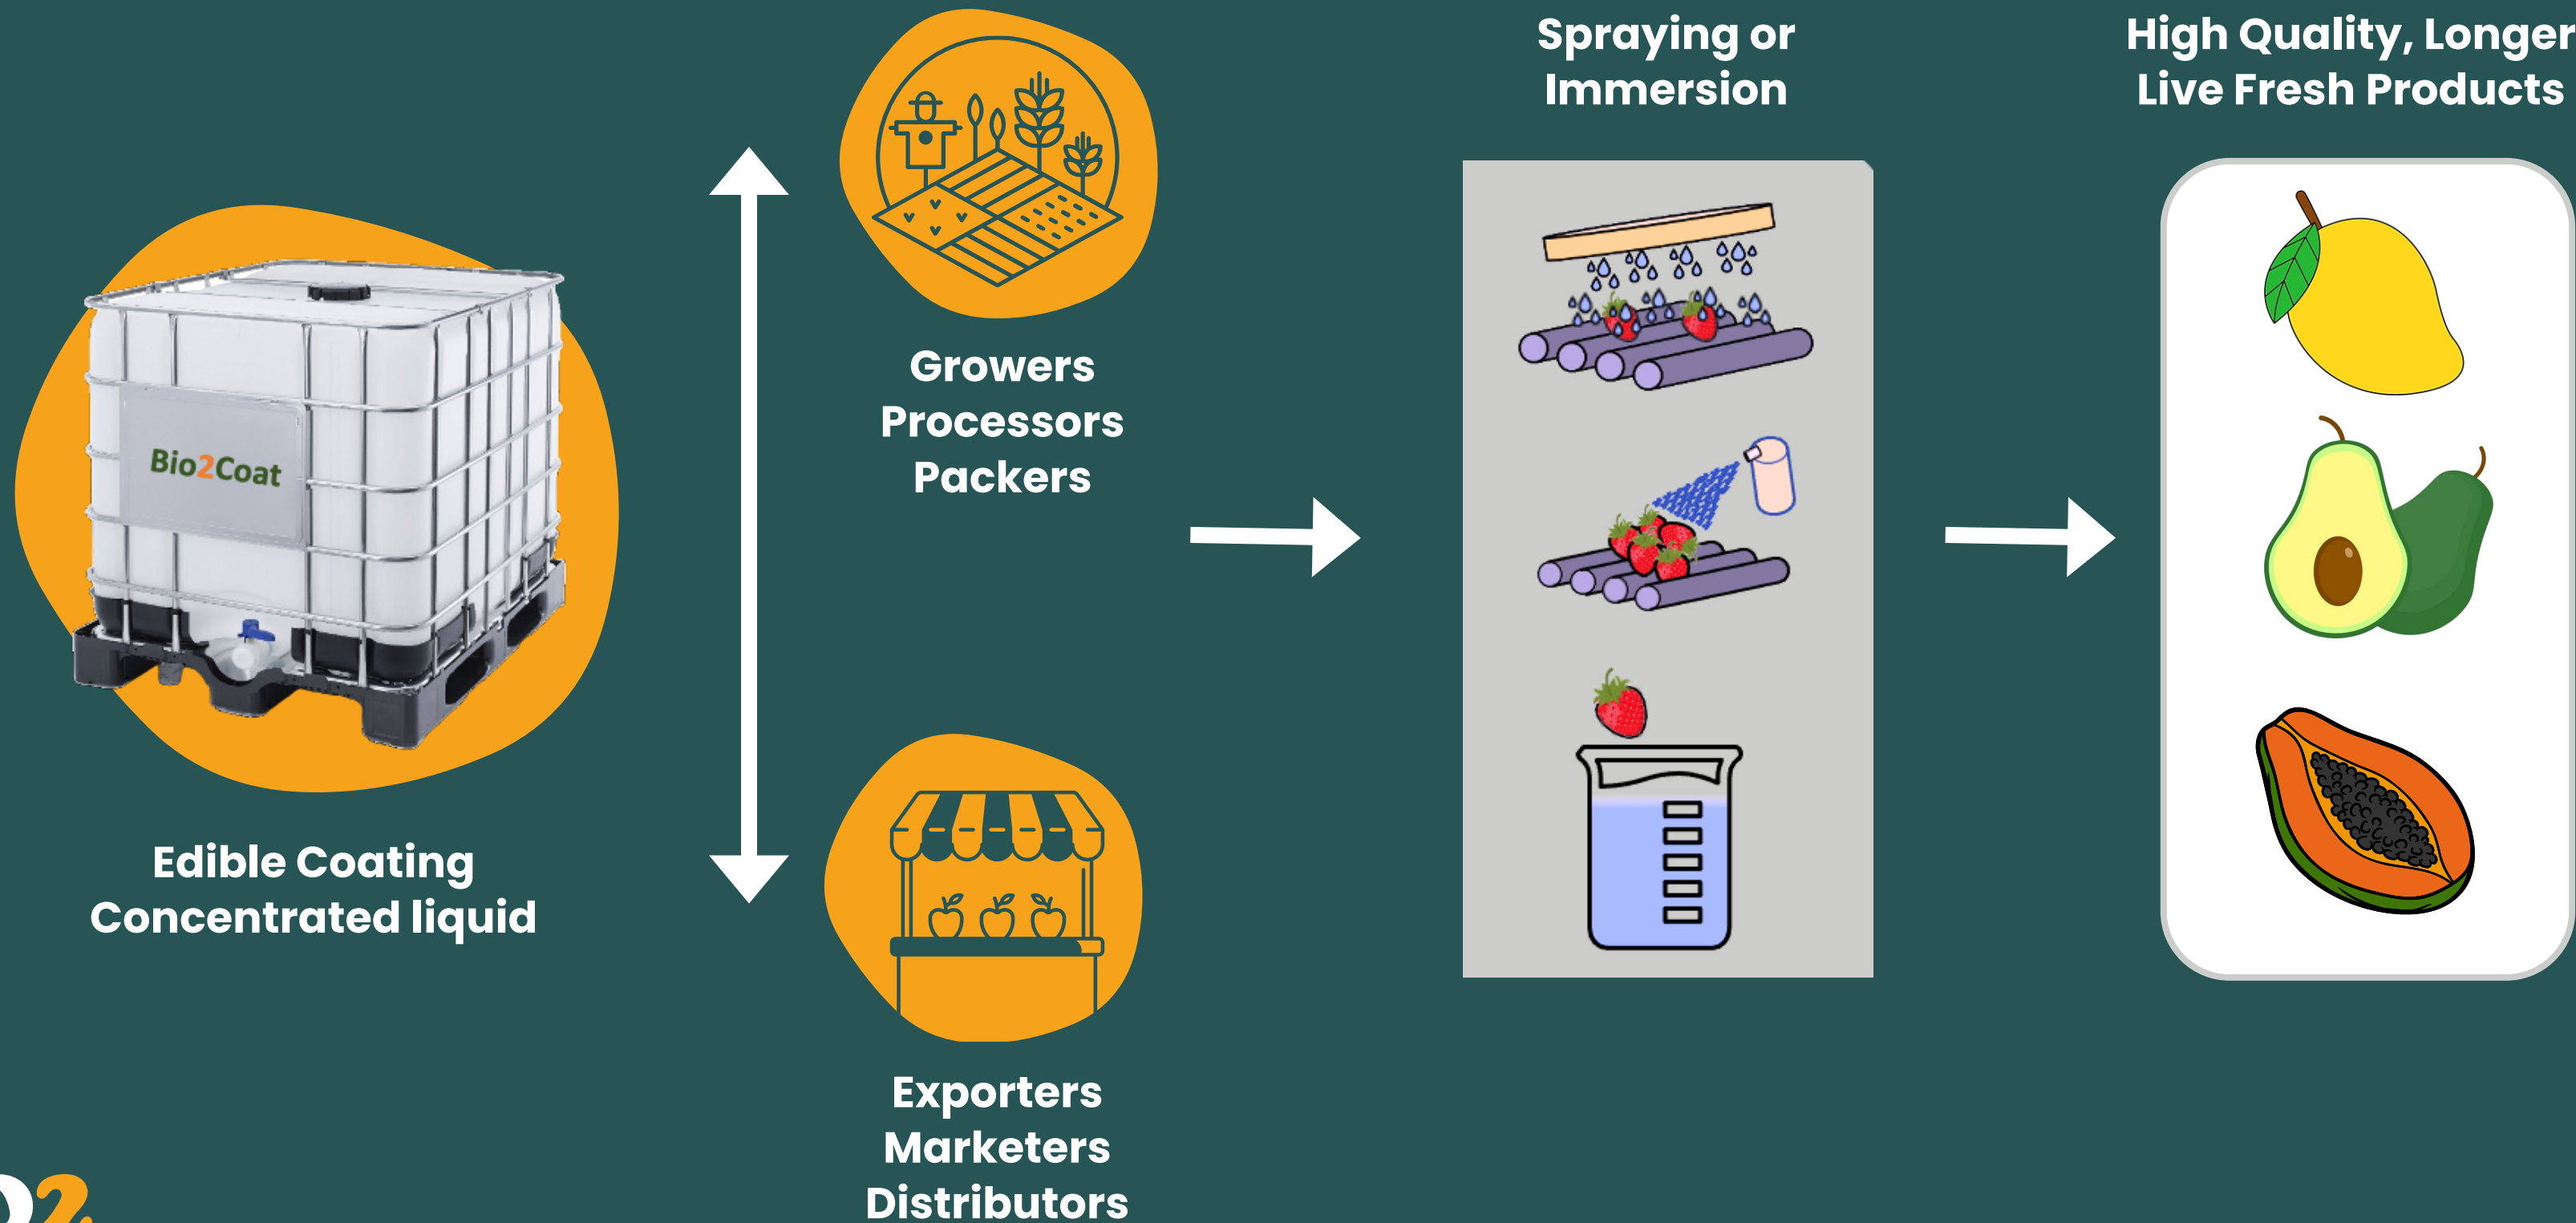 Bio2Coat
Edible Coating
Concentrated liquid
Growers
Processors
Packers
Exporters
Marketers
Distributors
Spraying or
Immersion
High Quality, Longer
Live Fresh Products